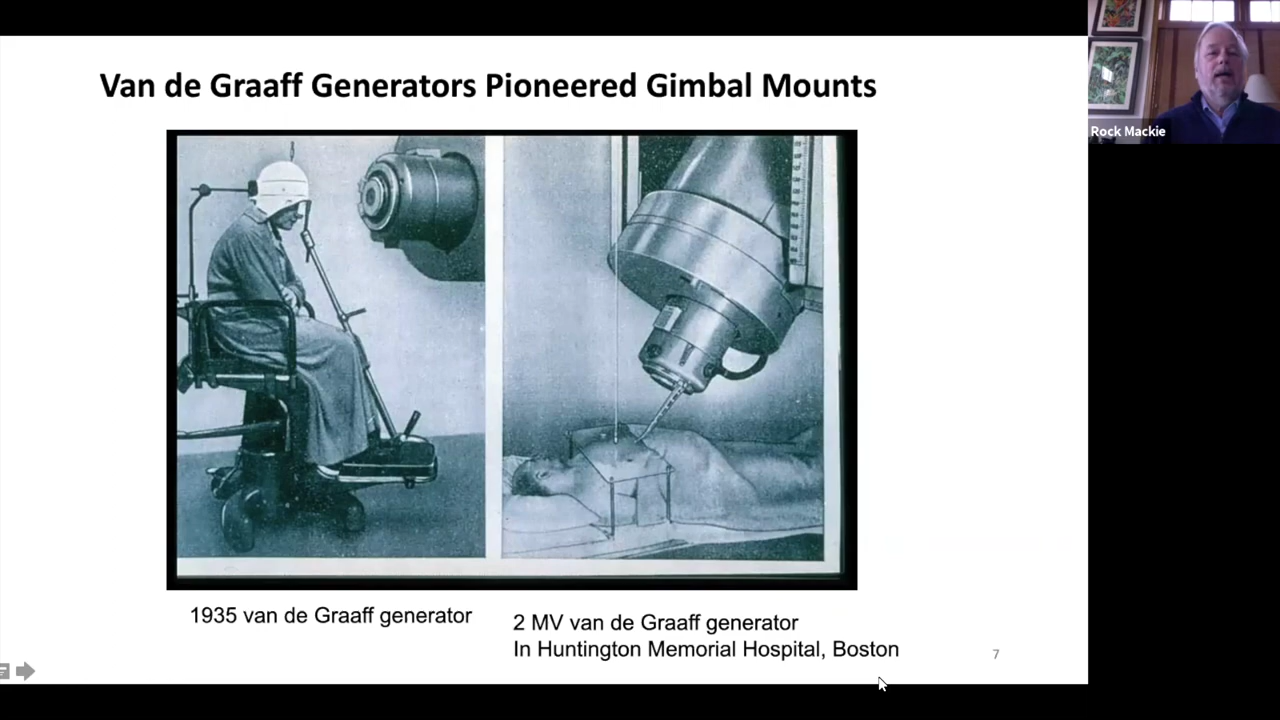 Van de Graaff Generators Pioneered Gimbal Mounts
Rock Mackie
1935 van de Graaff generator
2 MV van de Graaff generator
In Huntington Memorial Hospital, Boston
7